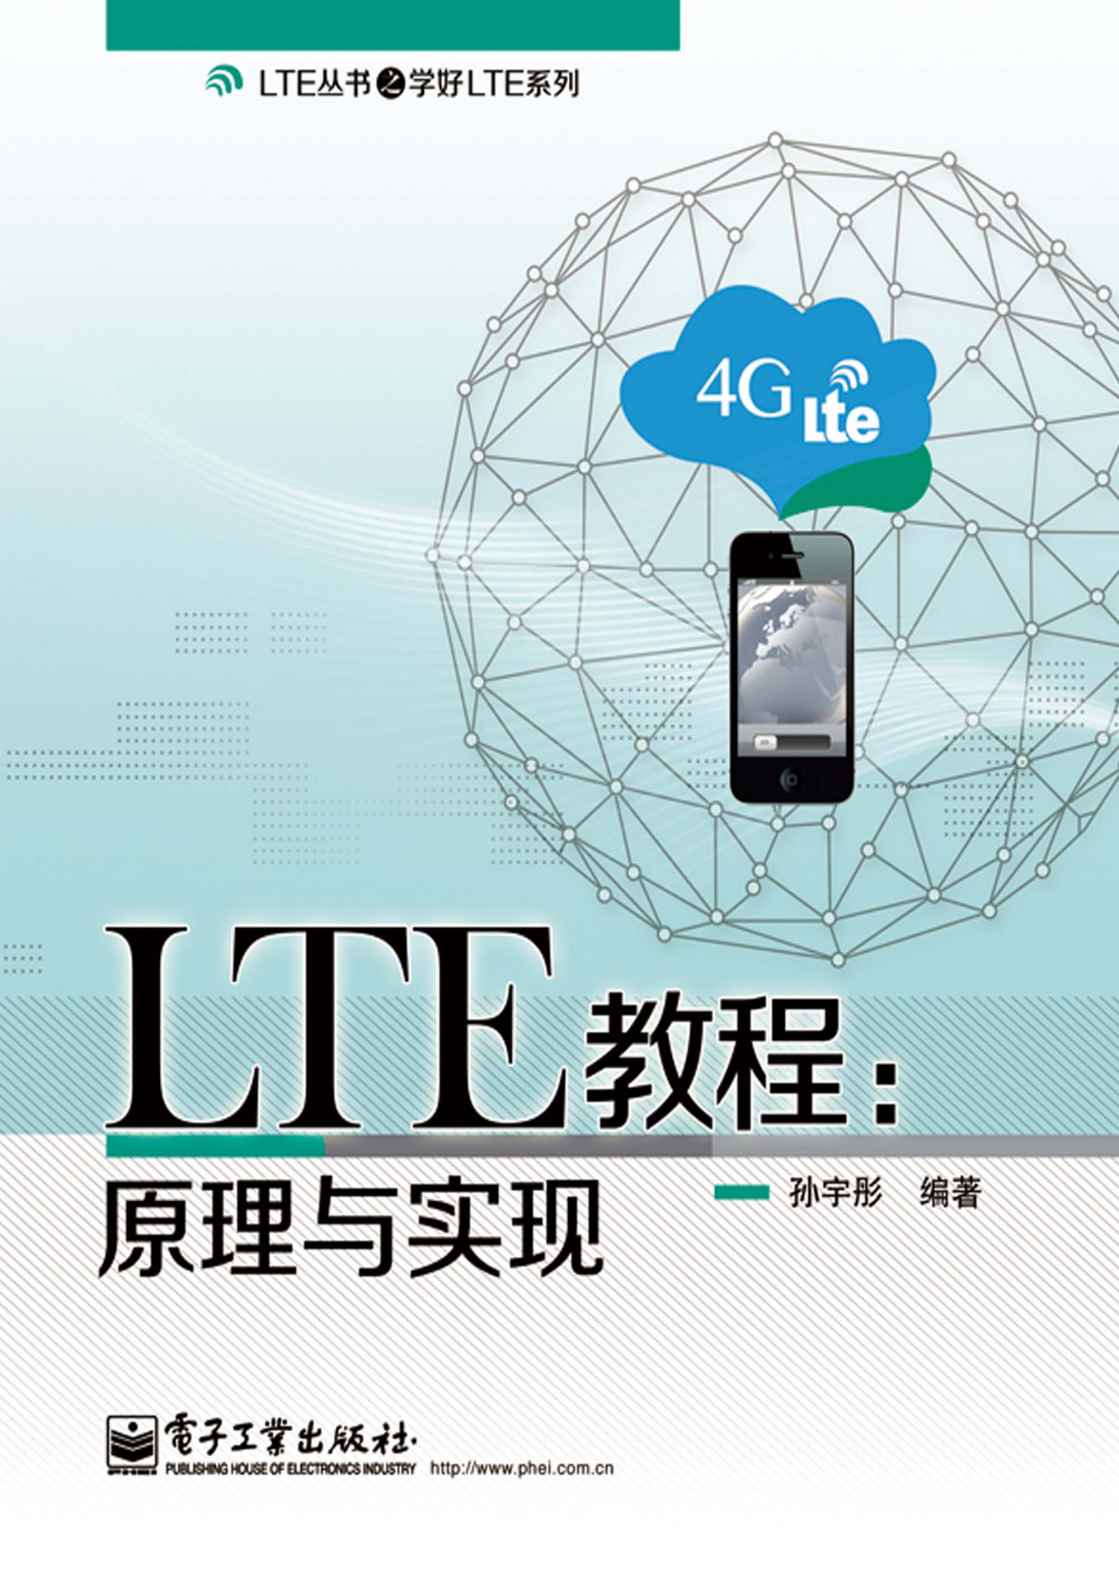 LTE丛书之学好LTE系列
4G Lte
LTE教程：
原理与实现
孙宇彤 编著
電子工業出版社
PUBLISHING HOUSE OF ELECTRONICS INDUSTRY http://www.phei.com.cn